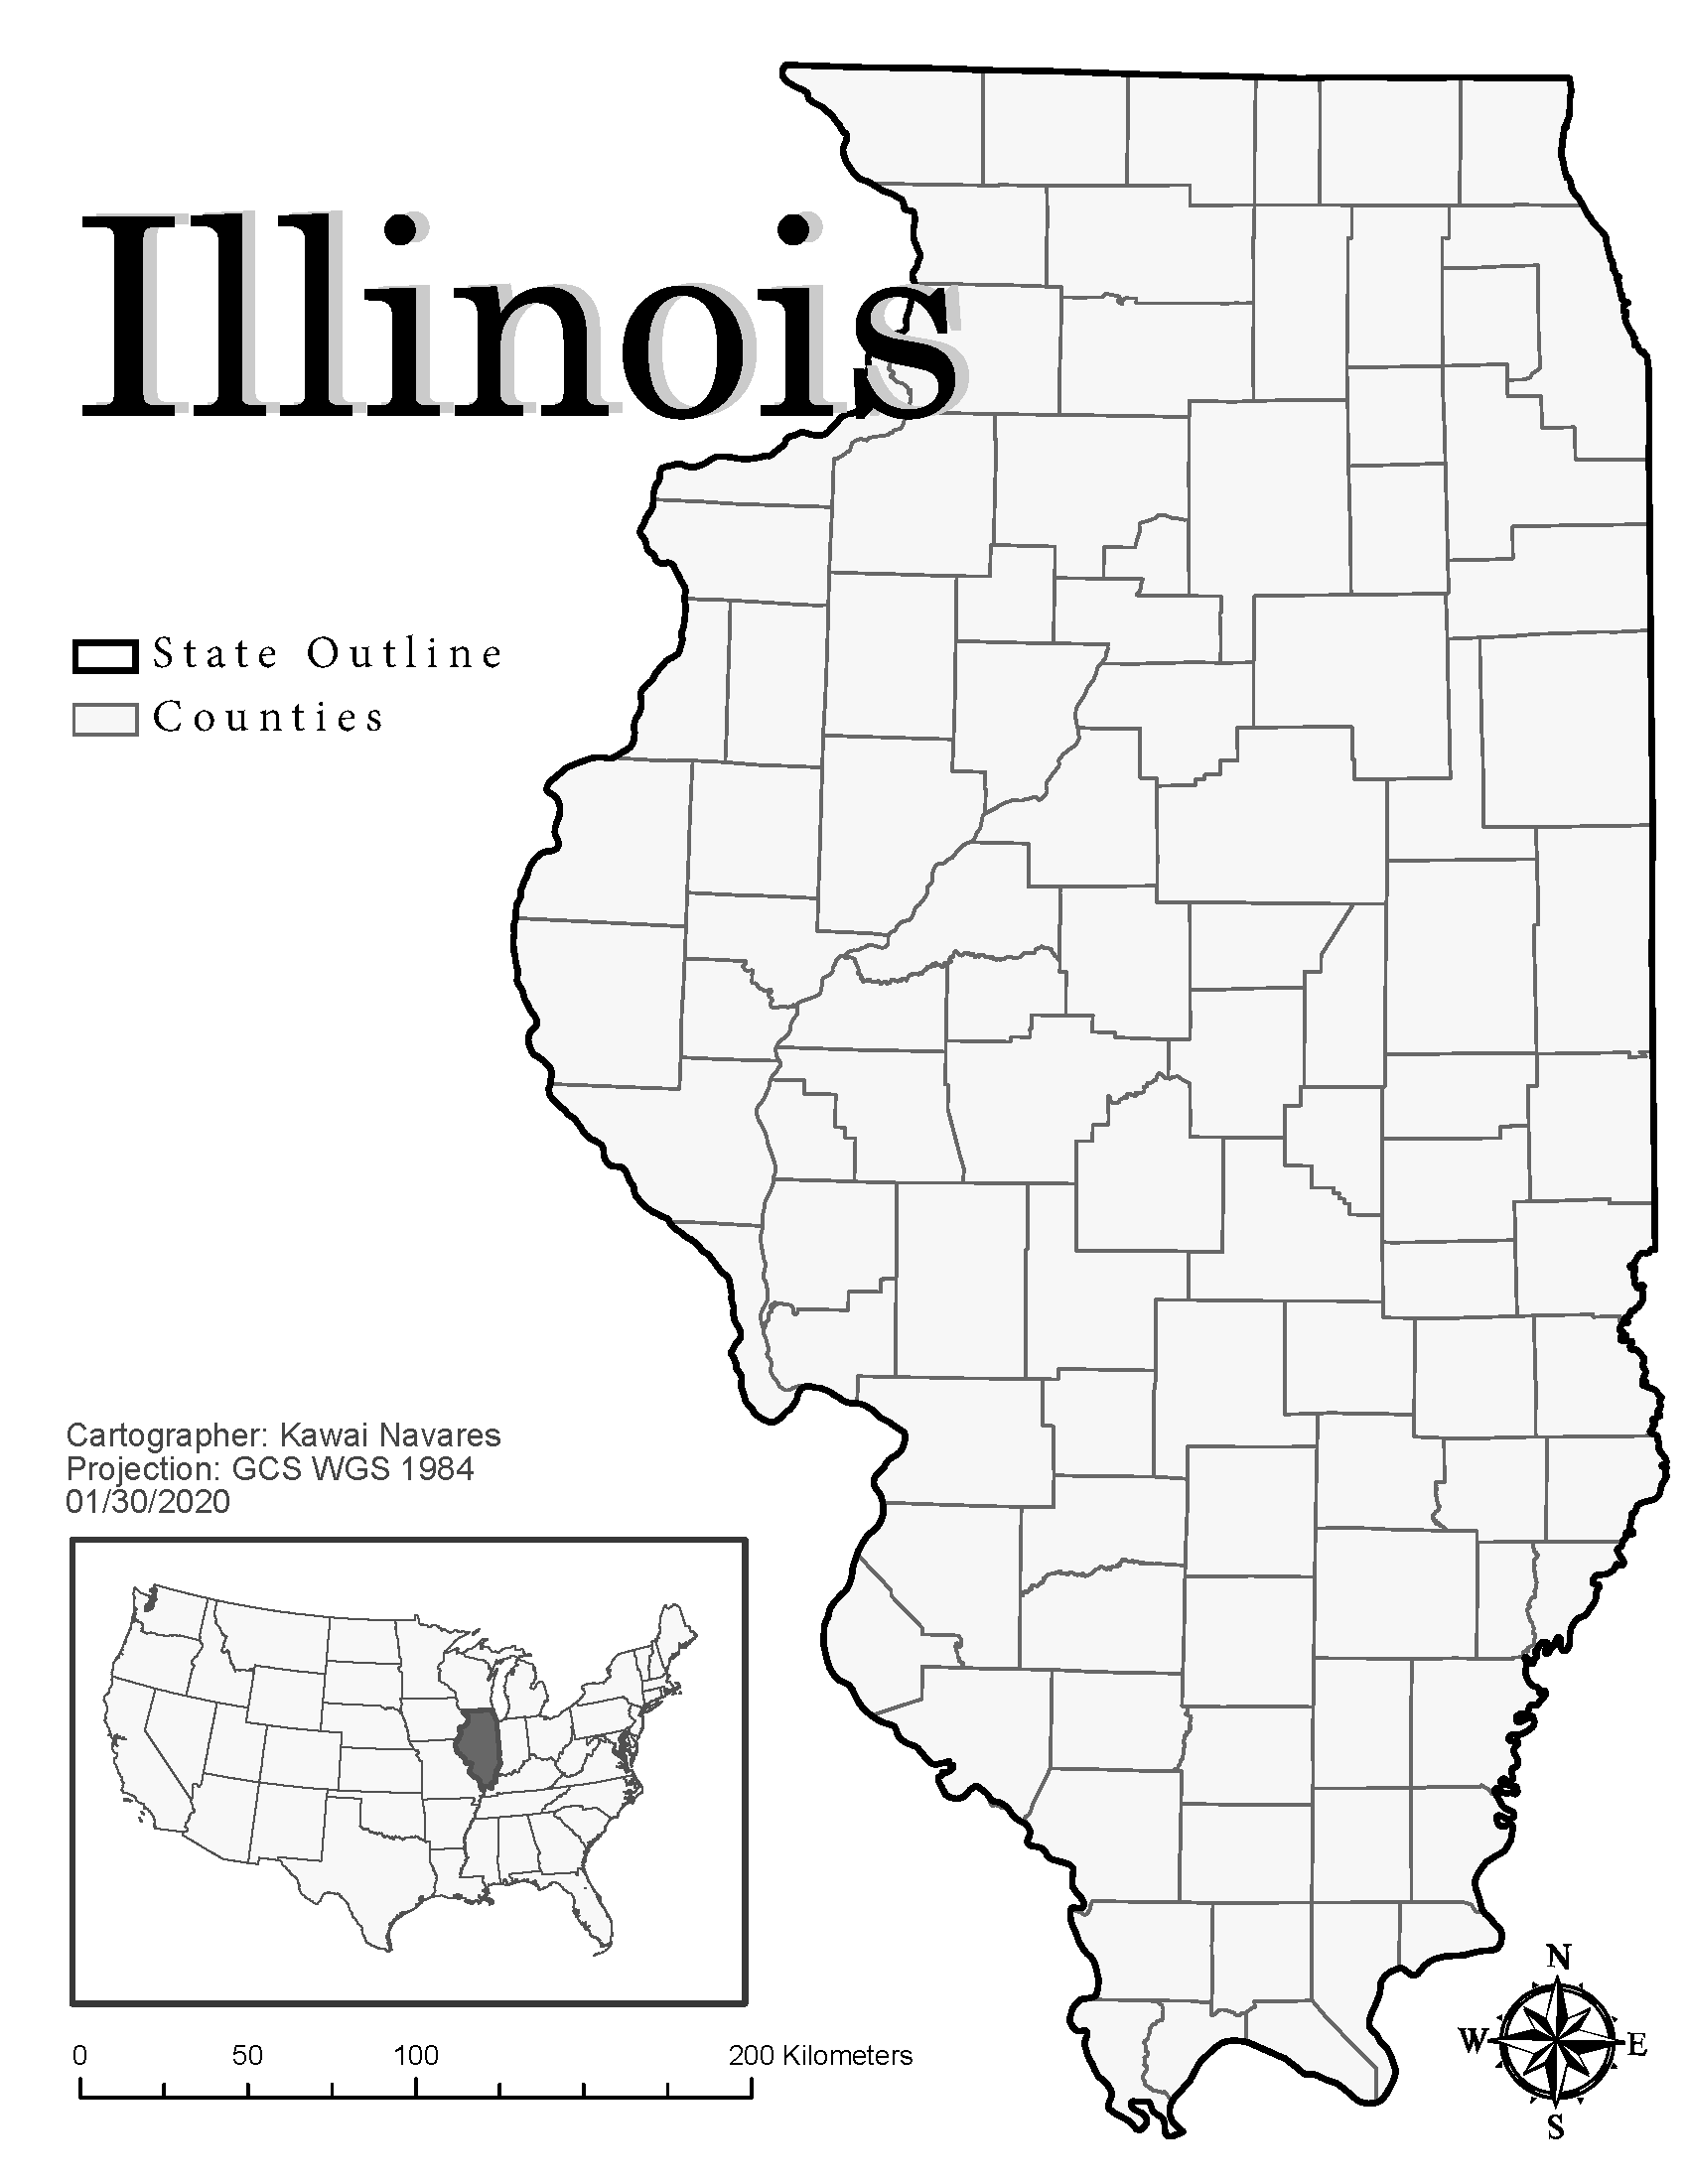 Illinois
State Outline
Counties
Cartographer: Kawai Navares
Projection: GCS WGS 1984
01/30/2020
0 50 100 200 Kilometers
N
W E
S